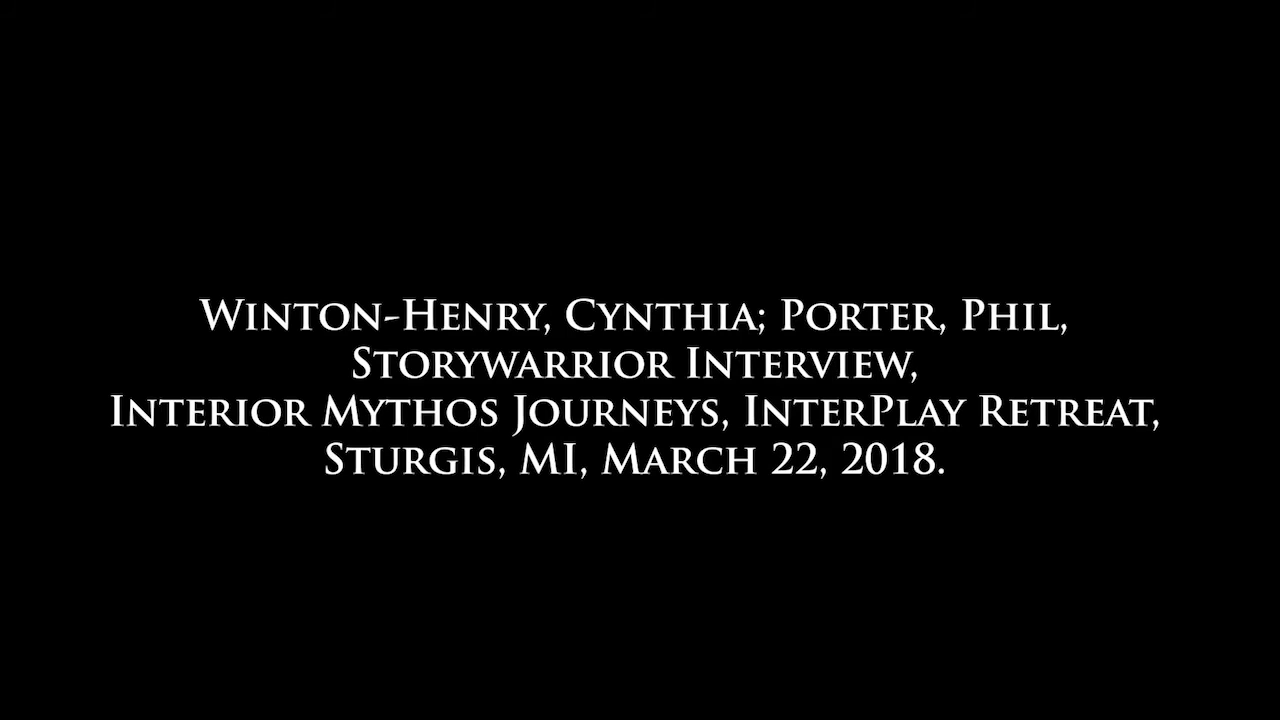 Winton-Henry, Cynthia; Porter, Phil,
Storywarrior Interview,
Interior Mythos Journeys, InterPlay Retreat,
Sturgis, MI, March 22, 2018.